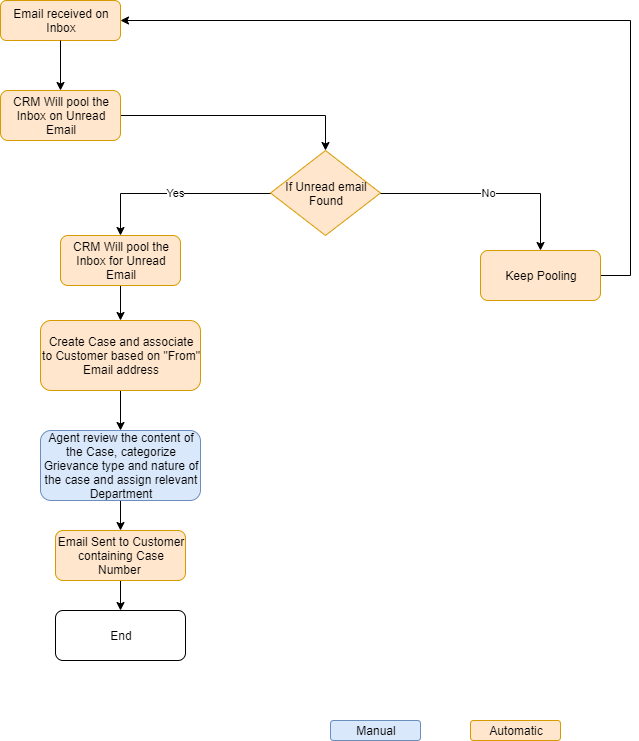 Email received on
Inbox
CRM Will pool the
Inbox on Unread
Email
If Unread email
Found
Yes
No
CRM Will pool the
Inbox for Unread
Email
Keep Pooling
Create Case and associate
to Customer based on "From"
Email address
Agent review the content of
the Case, categorize
Grievance type and nature of
the case and assign relevant
Department
Email Sent to Customer
containing Case
Number
End
Manual
Automatic